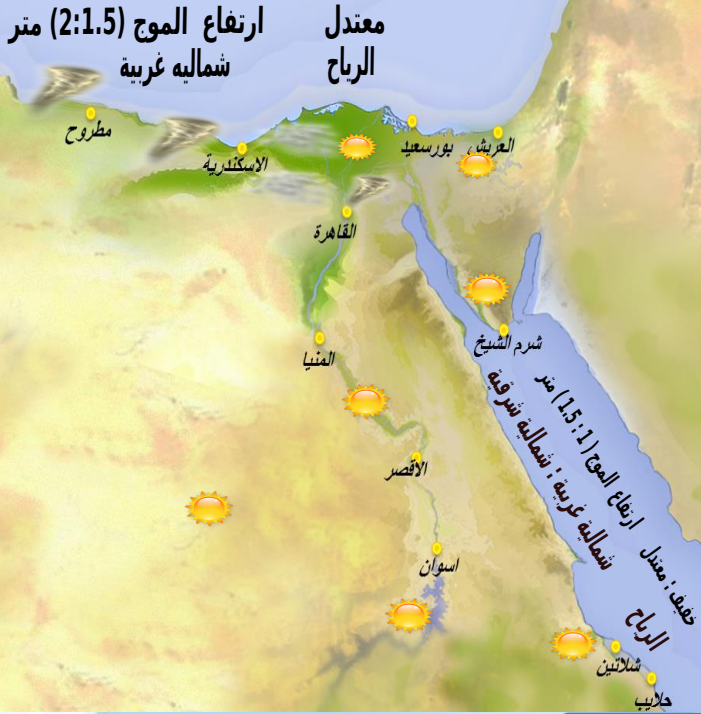 معتدل ارتفاع الموج (2:1.5) متر
الرياح شماليه غربية
مطروح
الاسكندرية
بورسعيد
العريش
القاهرة
المنيا
شرم الشيخ
خفيف : معتدل ارتفاع الموج (1.5:1) متر
الرياح شمالية غربية : شمالية شرقية
الاقصر
اسوان
شلاتين
حلايب